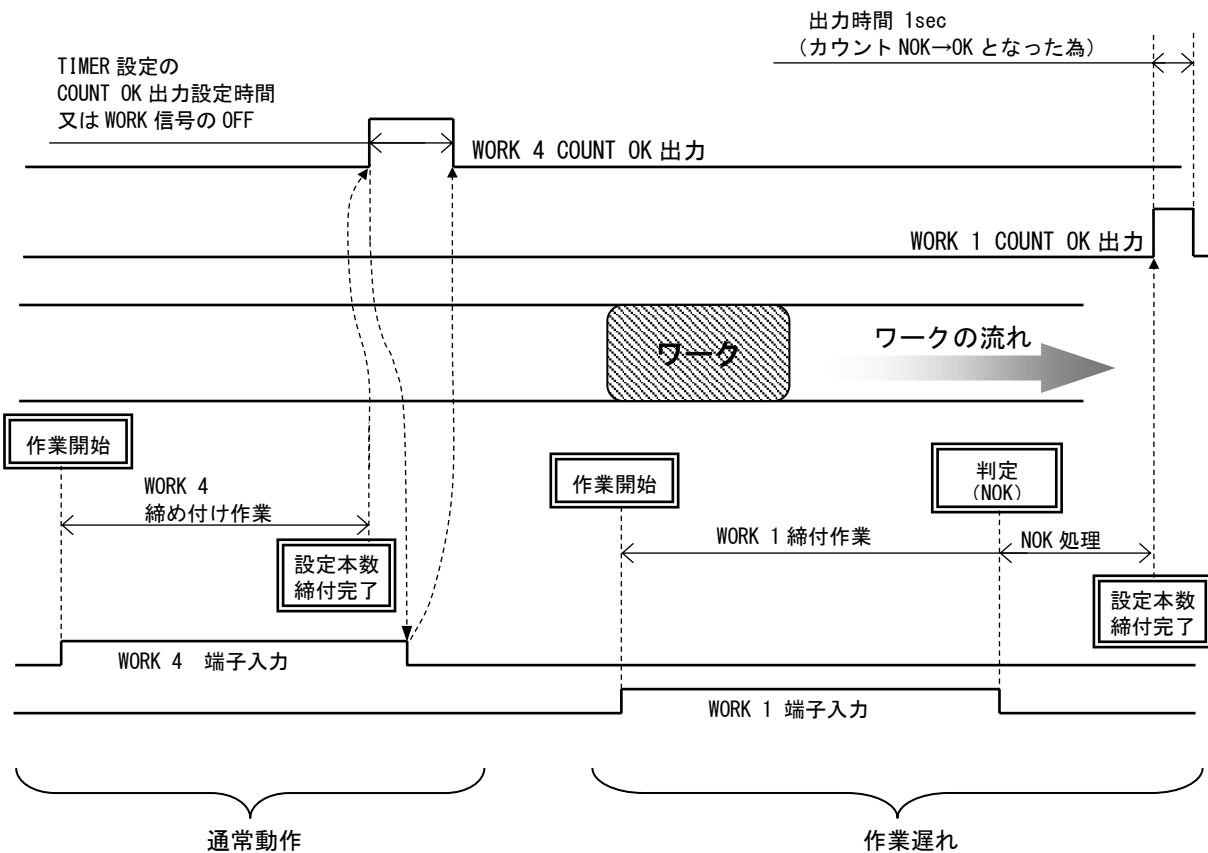 出力時間 1sec
(カウント NOK→OK となった為)
TIMER 設定の
COUNT OK 出力設定時間
又は WORK 信号の OFF
WORK 4 COUNT OK 出力
WORK 1 COUNT OK 出力
ワーク
ワークの流れ
作業開始
WORK 4
締め付け作業
設定本数
締付完了
作業開始
判定
(NOK)
WORK 1 締付作業
NOK 処理
設定本数
締付完了
WORK 4 端子入力
WORK 1 端子入力
通常動作
作業遅れ